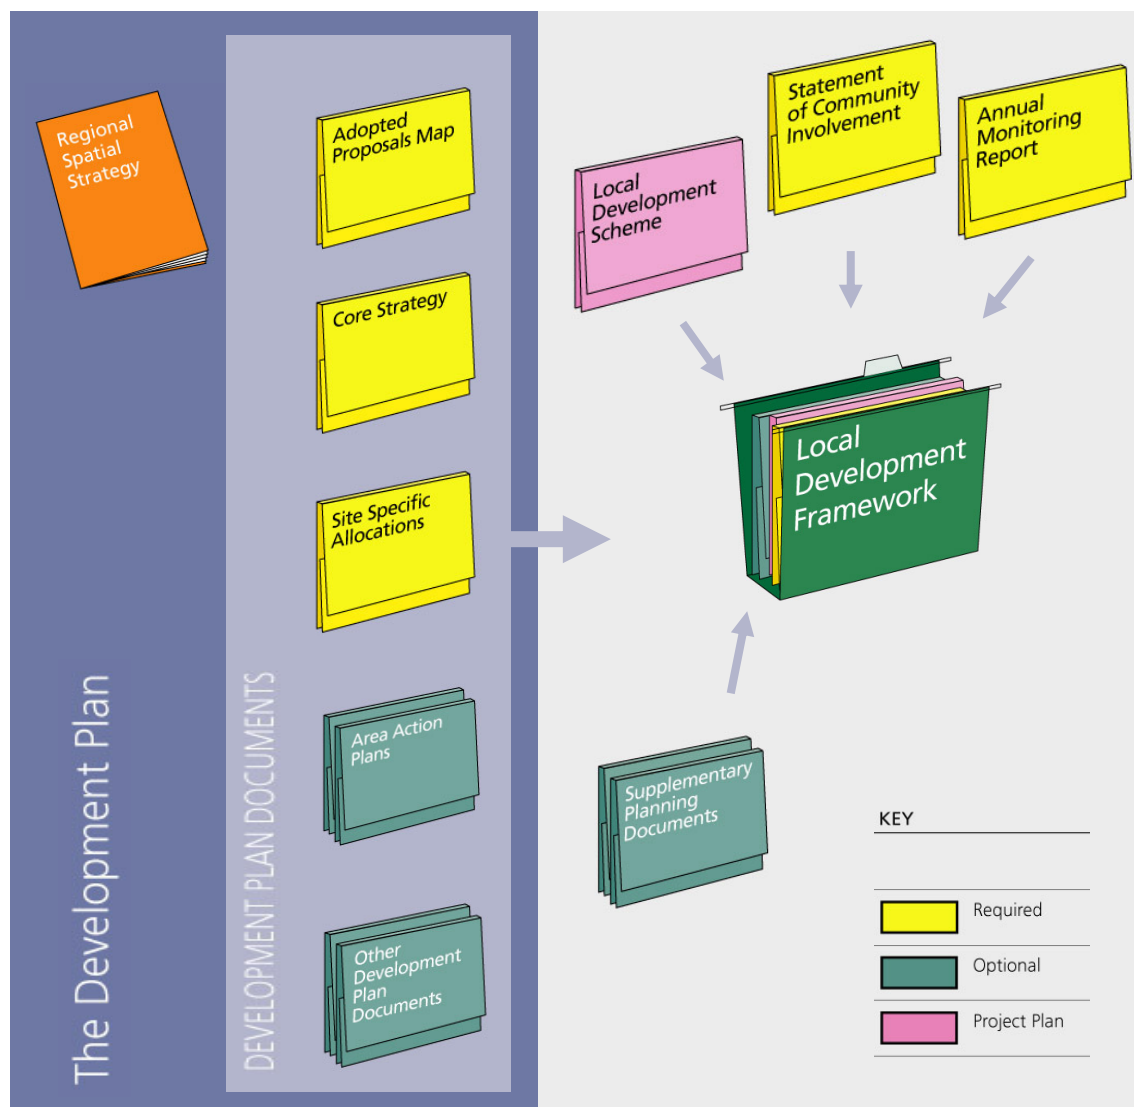 Regional
Spatial
Strategy
The Development Plan
DEVELOPMENT PLAN DOCUMENTS
Adopted
Proposals Map
Core Strategy
Site Specific
Allocations
Area Action
Plans
Other
Development
Plan
Documents
Local
Development
Scheme
Statement
of Community
Involvement
Annual
Monitoring
Report
Local
Development
Framework
Supplementary
Planning
Documents
KEY
Required
Optional
Project Plan